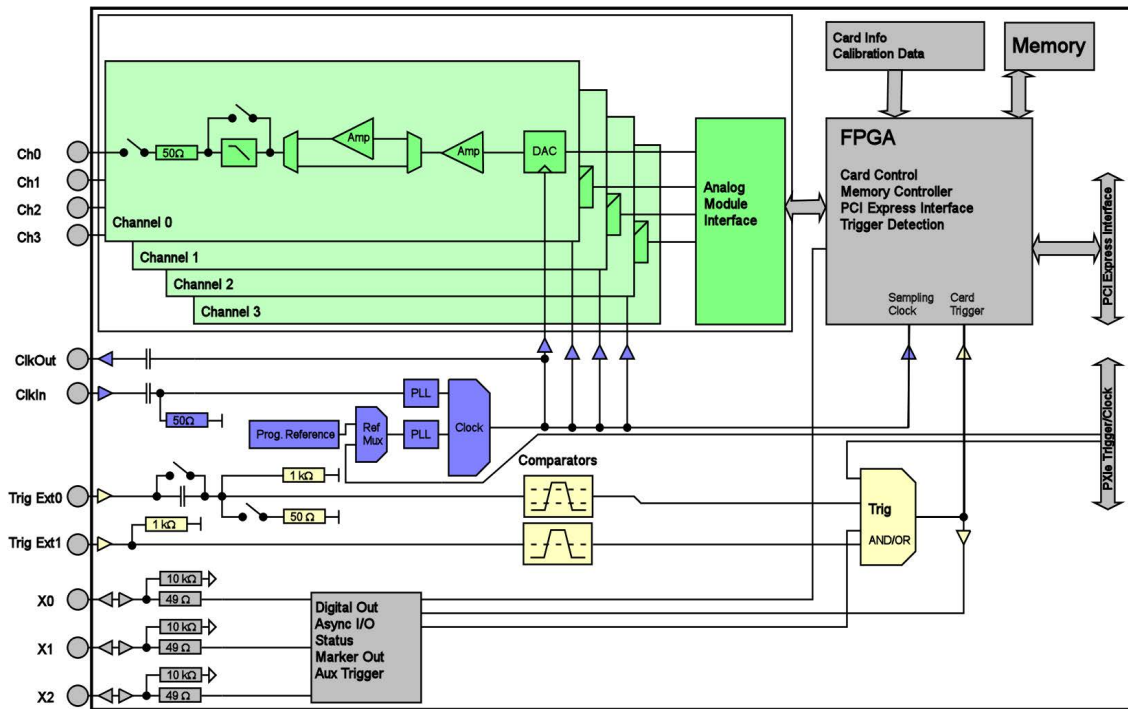 Card Info
Calibration Data
Memory
FPGA
Card Control
Memory Controller
PCI Express Interface
Trigger Detection
Sampling
Clock
Card
Trigger
PCI Express Interface
PXIe Trigger/Clock
Analog
Module
Interface
Ch0
Ch1
Ch2
Ch3
50Ω
Amp
Amp
DAC
Channel 0
Channel 1
Channel 2
Channel 3
ClkOut
ClkIn
50Ω
PLL
Prog. Reference
Ref
Mux
PLL
Clock
Comparators
Trig Ext0
1 kΩ
50 Ω
Trig Ext1
1 kΩ
Trig
AND/OR
X0
10 kΩ
49 Ω
X1
10 kΩ
49 Ω
X2
10 kΩ
49 Ω
Digital Out
Async I/O
Status
Marker Out
Aux Trigger